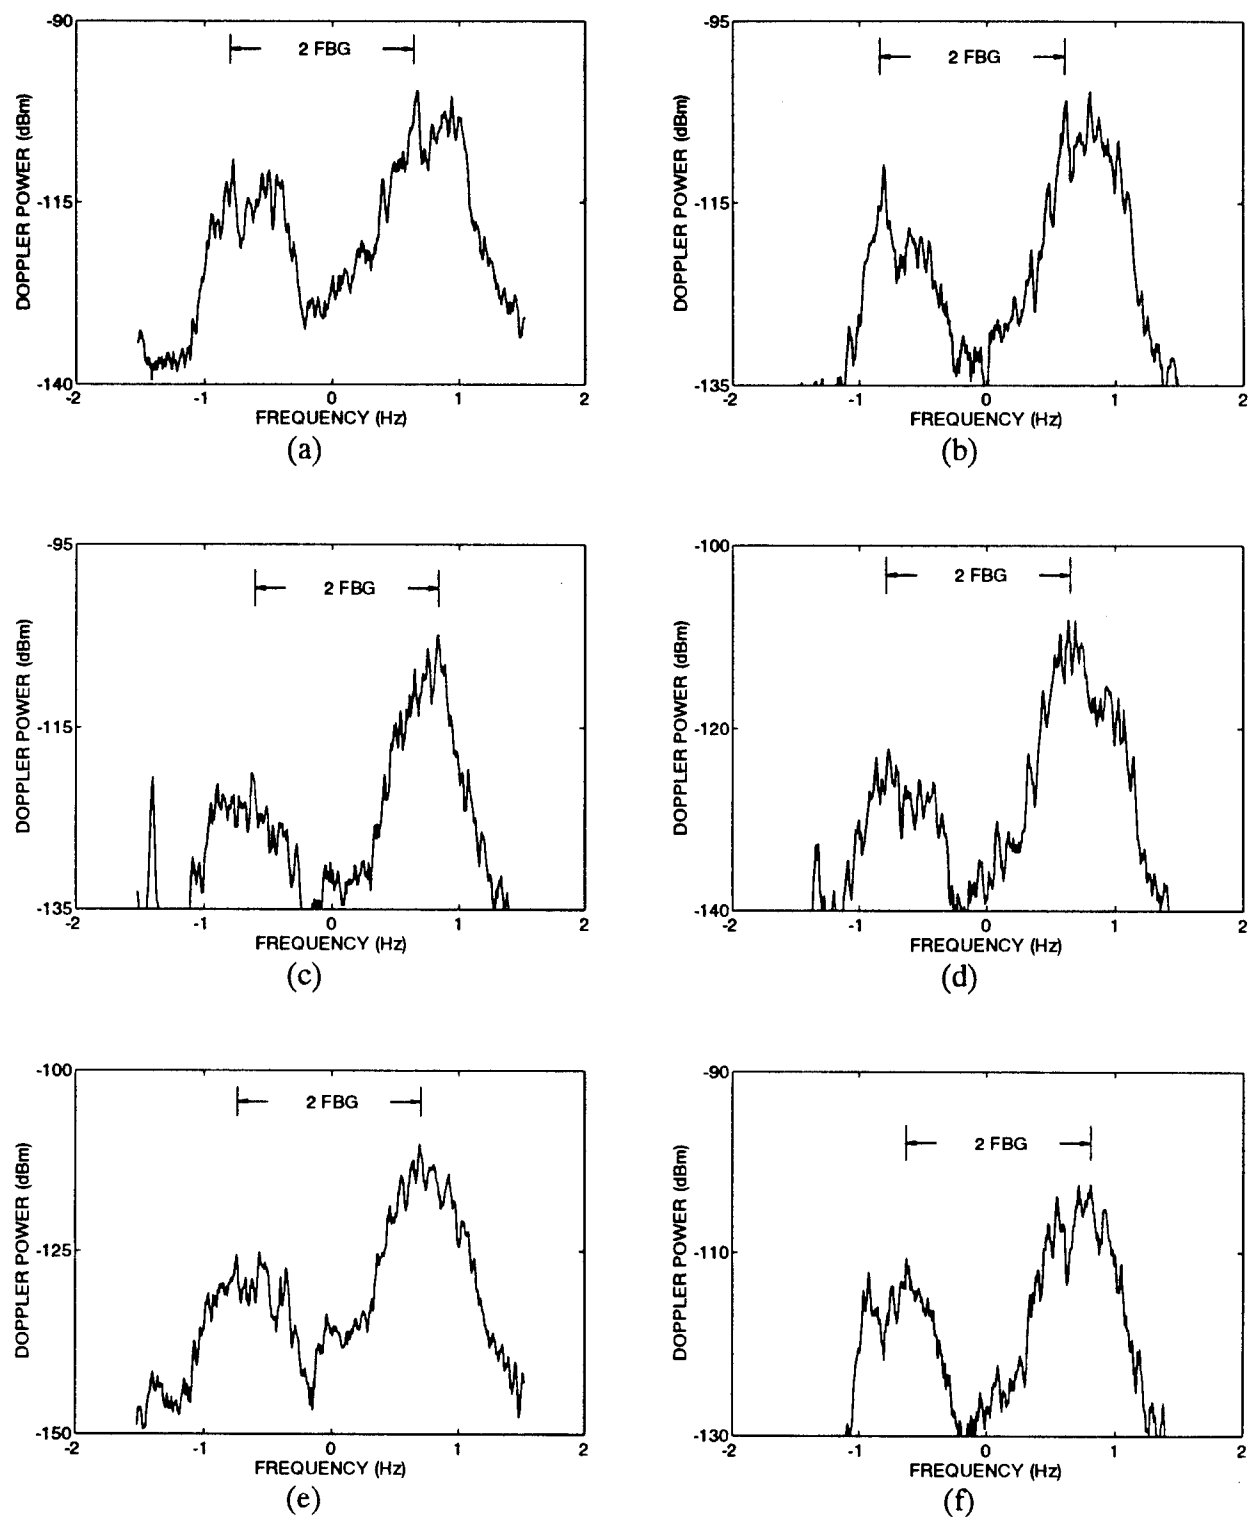 -90
2 FBG
DOPPLER POWER (dBm)
-115
-140
-2 -1 0 1 2
FREQUENCY (Hz)
(a)
-95
2 FBG
DOPPLER POWER (dBm)
-115
-135
-2 -1 0 1 2
FREQUENCY (Hz)
(b)
-95
2 FBG
DOPPLER POWER (dBm)
-115
-135
-2 -1 0 1 2
FREQUENCY (Hz)
(c)
-100
2 FBG
DOPPLER POWER (dBm)
-120
-140
-2 -1 0 1 2
FREQUENCY (Hz)
(d)
-100
2 FBG
DOPPLER POWER (dBm)
-125
-150
-2 -1 0 1 2
FREQUENCY (Hz)
(e)
-90
2 FBG
DOPPLER POWER (dBm)
-110
-130
-2 -1 0 1 2
FREQUENCY (Hz)
(f)